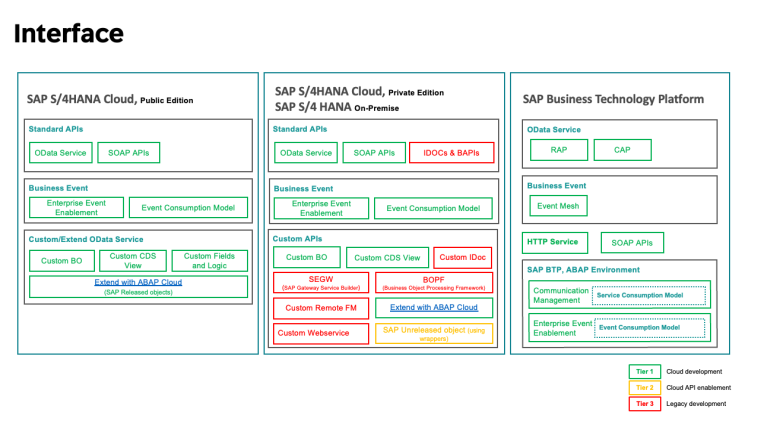 Interface
SAP S/4HANA Cloud, Public Edition
Standard APIs
OData Service
SOAP APIs
Business Event
Enterprise Event
Enablement
Event Consumption Model
Custom/Extend OData Service
Custom BO
Custom CDS
View
Custom Fields
and Logic
Extend with ABAP Cloud
(SAP Released objects)
SAP S/4HANA Cloud, Private Edition
SAP S/4 HANA On-Premise
Standard APIs
OData Service
SOAP APIs
IDOCs & BAPIs
Business Event
Enterprise Event
Enablement
Event Consumption Model
Custom APIs
Custom BO
Custom CDS View
Custom IDoc
SEGW
(SAP Gateway Service Builder)
BOPF
(Business Object Processing Framework)
Custom Remote FM
Extend with ABAP Cloud
Custom Webservice
SAP Unreleased object (using
wrappers)
SAP Business Technology Platform
OData Service
RAP
CAP
Business Event
Event Mesh
HTTP Service
SOAP APIs
SAP BTP, ABAP Environment
Communication
Management
Service Consumption Model
Enterprise Event
Enablement
Event Consumption Model
Tier 1 Cloud development
Tier 2 Cloud API enablement
Tier 3 Legacy development